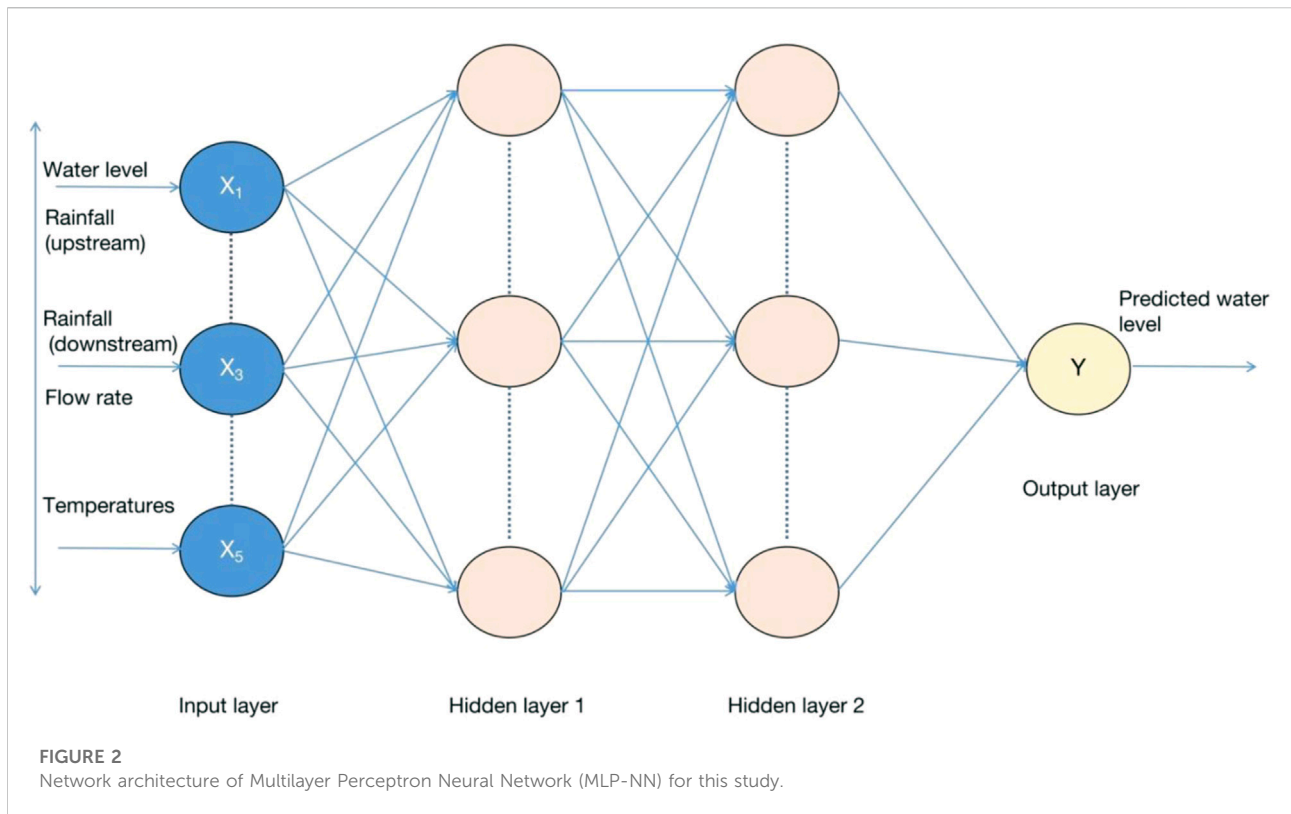 Water level
X₁
Rainfall
(upstream)
Rainfall
(downstream)
X₃
Flow rate
Temperatures
X₅
Predicted water
level
Y
Output layer
Input layer
Hidden layer 1
Hidden layer 2
FIGURE 2
Network architecture of Multilayer Perceptron Neural Network (MLP-NN) for this study.